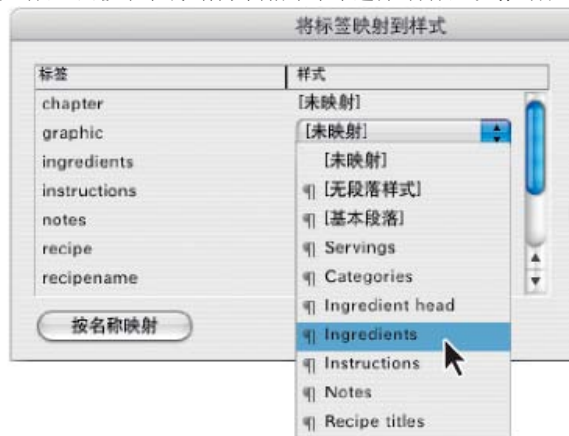 将标签映射到样式
标签 样式
chapter [未映射]
graphic [未映射]
ingredients [未映射]
instructions ¶ [无段落样式]
notes ¶ [基本段落]
recipe ¶ Servings
recipename ¶ Categories
¶ Ingredient head
按名称映射 ¶ Ingredients
¶ Instructions
¶ Notes
¶ Recipe titles